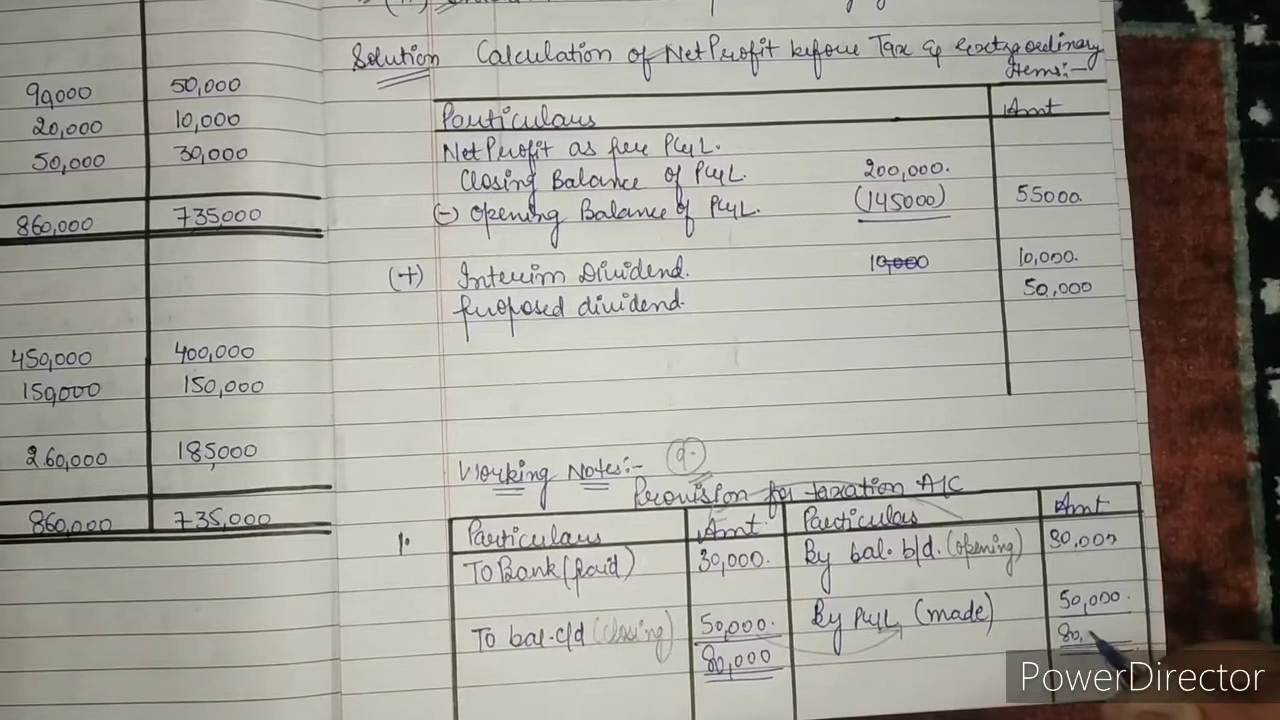 90,000 50,000
20,000 10,000
50,000 30,000
860,000 735,000
450,000 400,000
150,000 150,000
260,000 185000
860,000 735,000
Solution Calculation of Net Profit before Tax & extraordinary
items:-
Particulars Amt
Net Profit as per P&L.
Closing Balance of P&L. 200,000.
(-) Opening Balance of P&L. (145000) 55000.
(+) Interim Dividend. 10,000 10,000.
Proposed dividend. 50,000
Working Notes:-
Provision for taxation A/C
1. Particulars Amt. Particulars Amt
To Bank (paid) 30,000. By bal. b/d. (opening) 30,000
To bal. c/d (closing) 50,000. By P&L (made) 50,000.
80,000 80,
PowerDirector